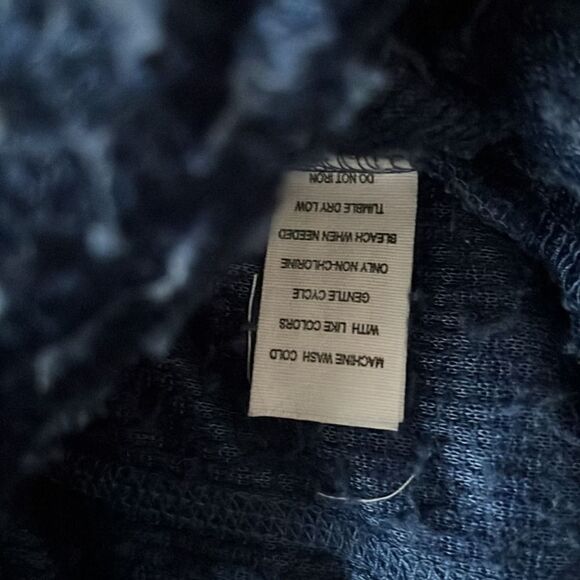 MACHINE WASH COLD
WITH LIKE COLORS
GENTLE CYCLE
ONLY NON-CHLORINE
BLEACH WHEN NEEDED
TUMBLE DRY LOW
DO NOT IRON